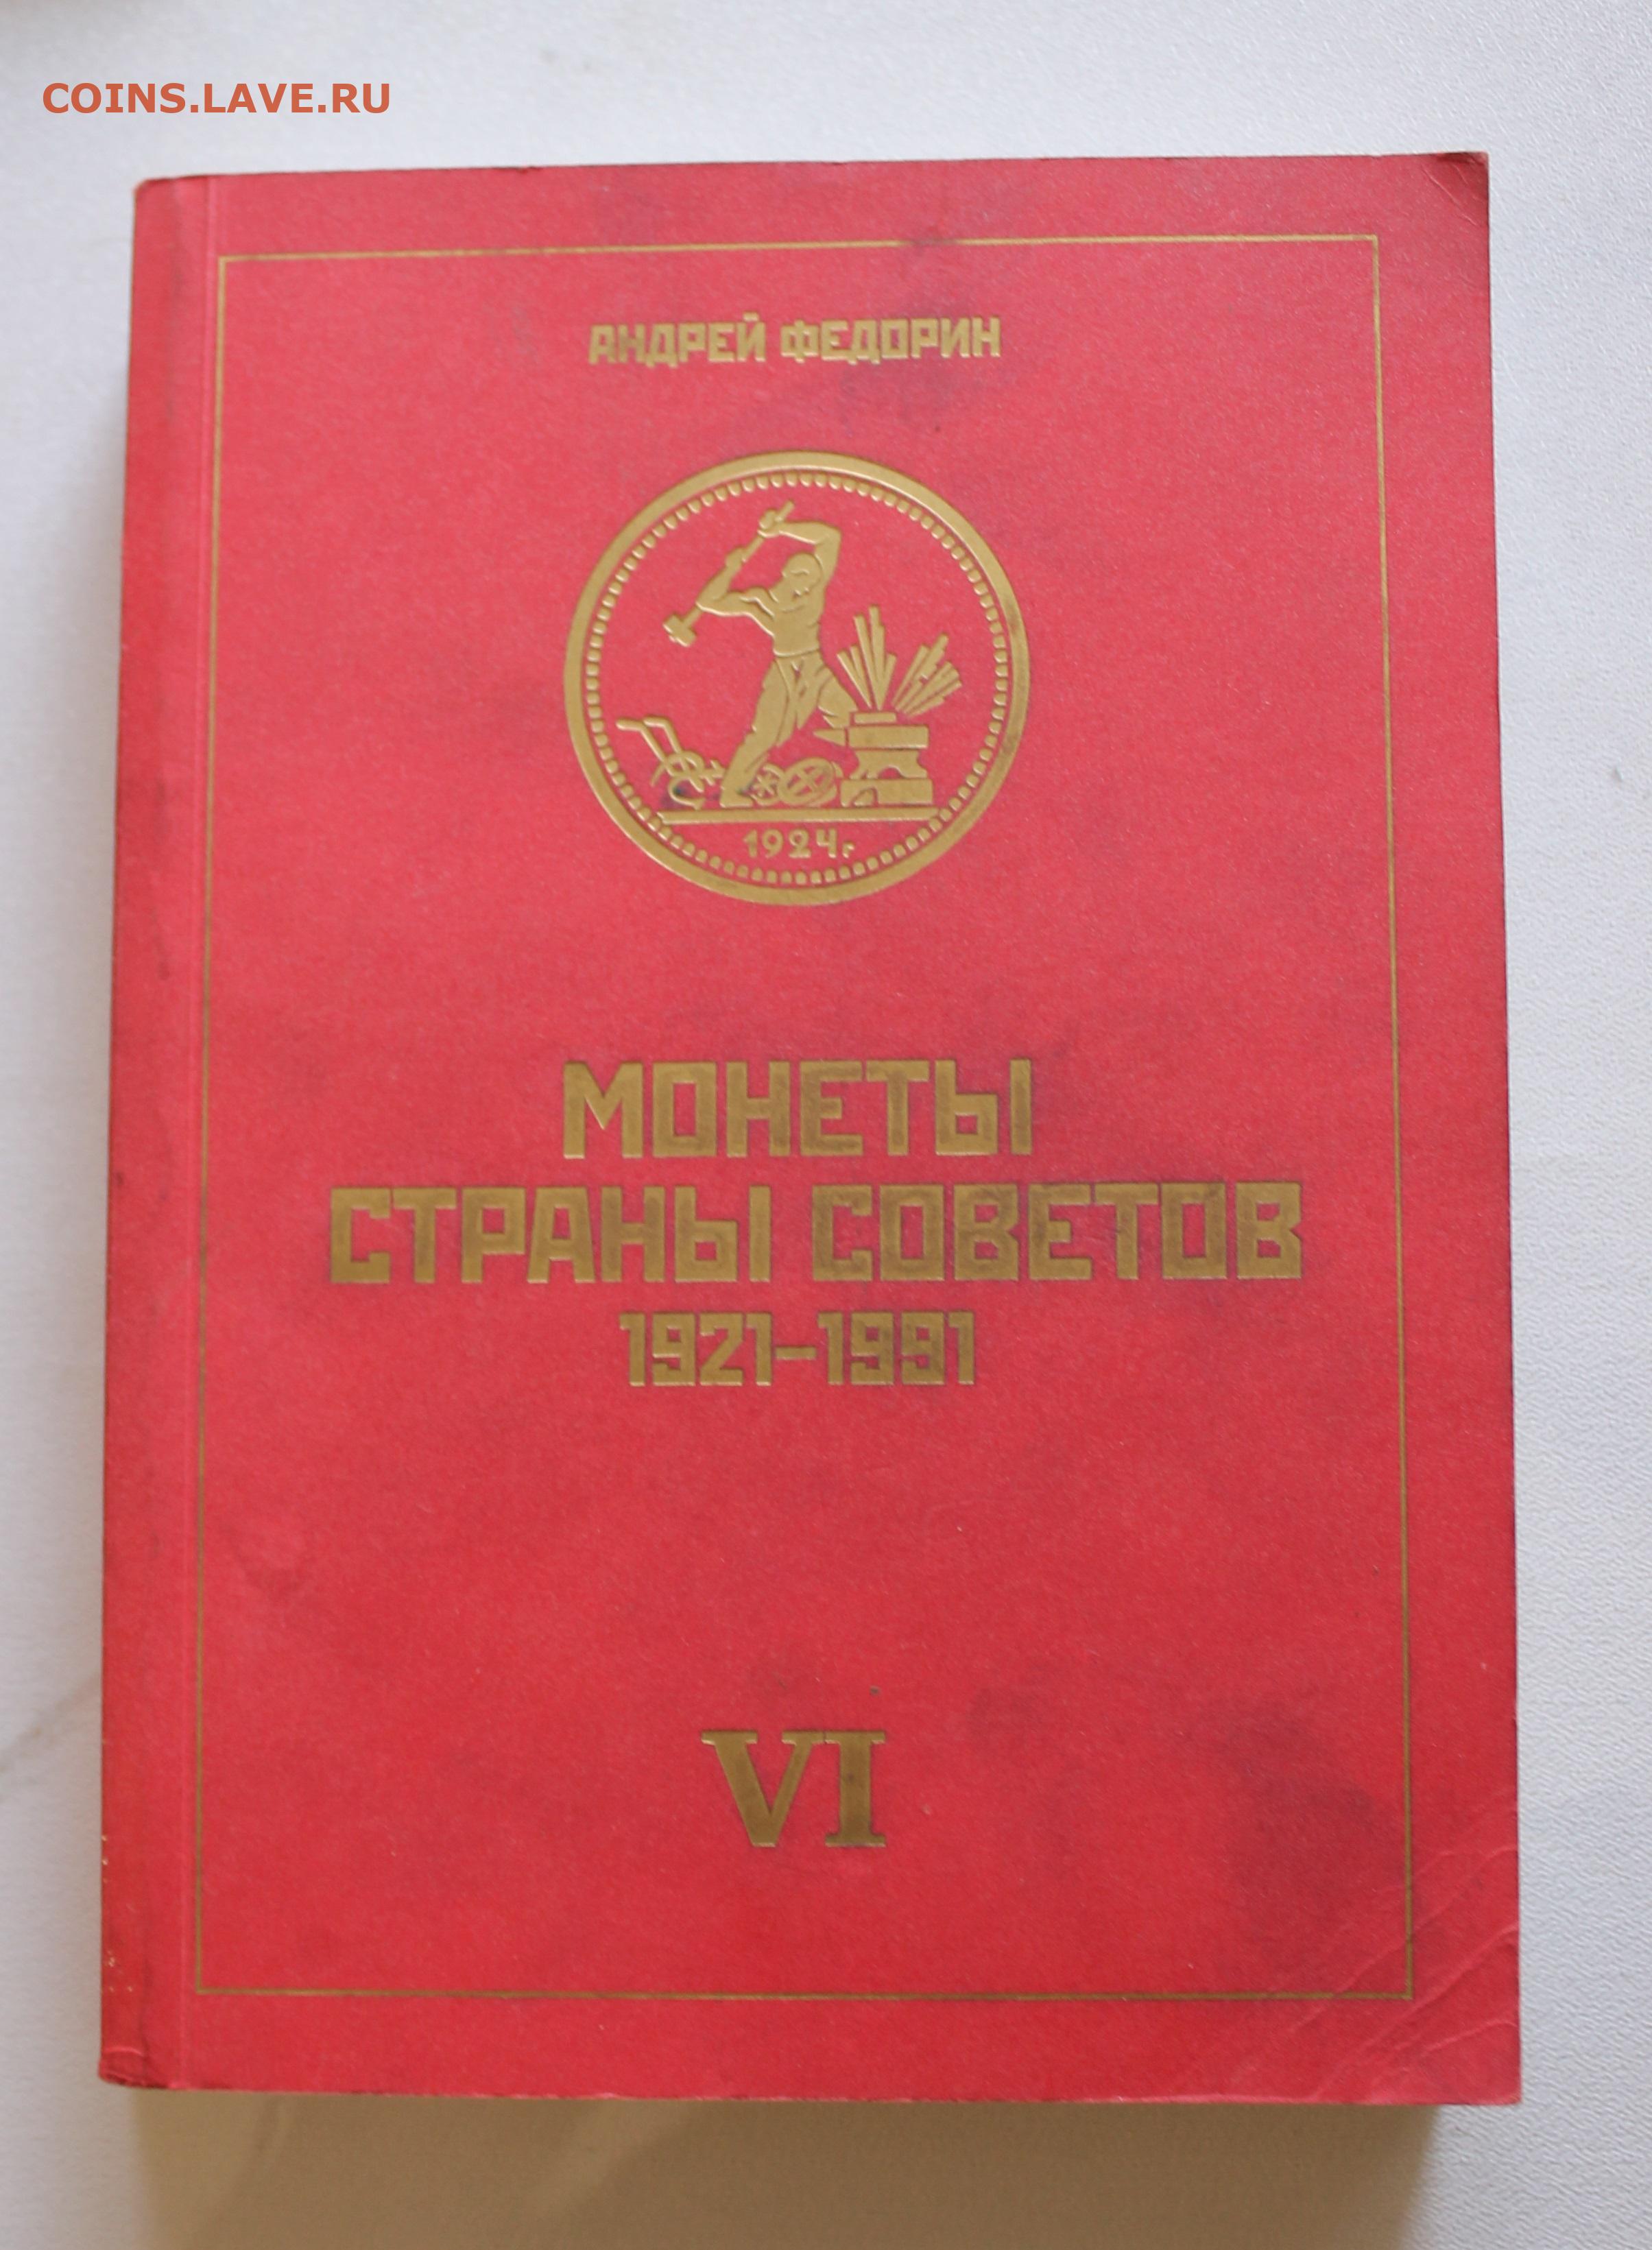 COINS.LAVE.RU
АНДРЕЙ ФЕДОРИН
1924г.
МОНЕТЫ
СТРАНЫ СОВЕТОВ
1921–1991
VI